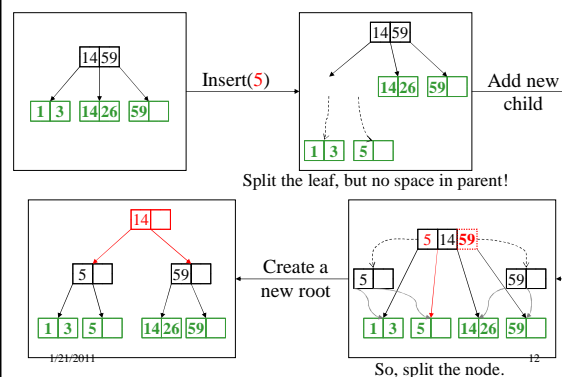 14 59
1 3 14 26 59
Insert(5)
14 59
14 26 59
1 3 5
Add new
child
Split the leaf, but no space in parent!
5 14 59
5 59
1 3 5 14 26 59
So, split the node.
12
Create a
new root
14
5 59
1 3 5 14 26 59
1/21/2011